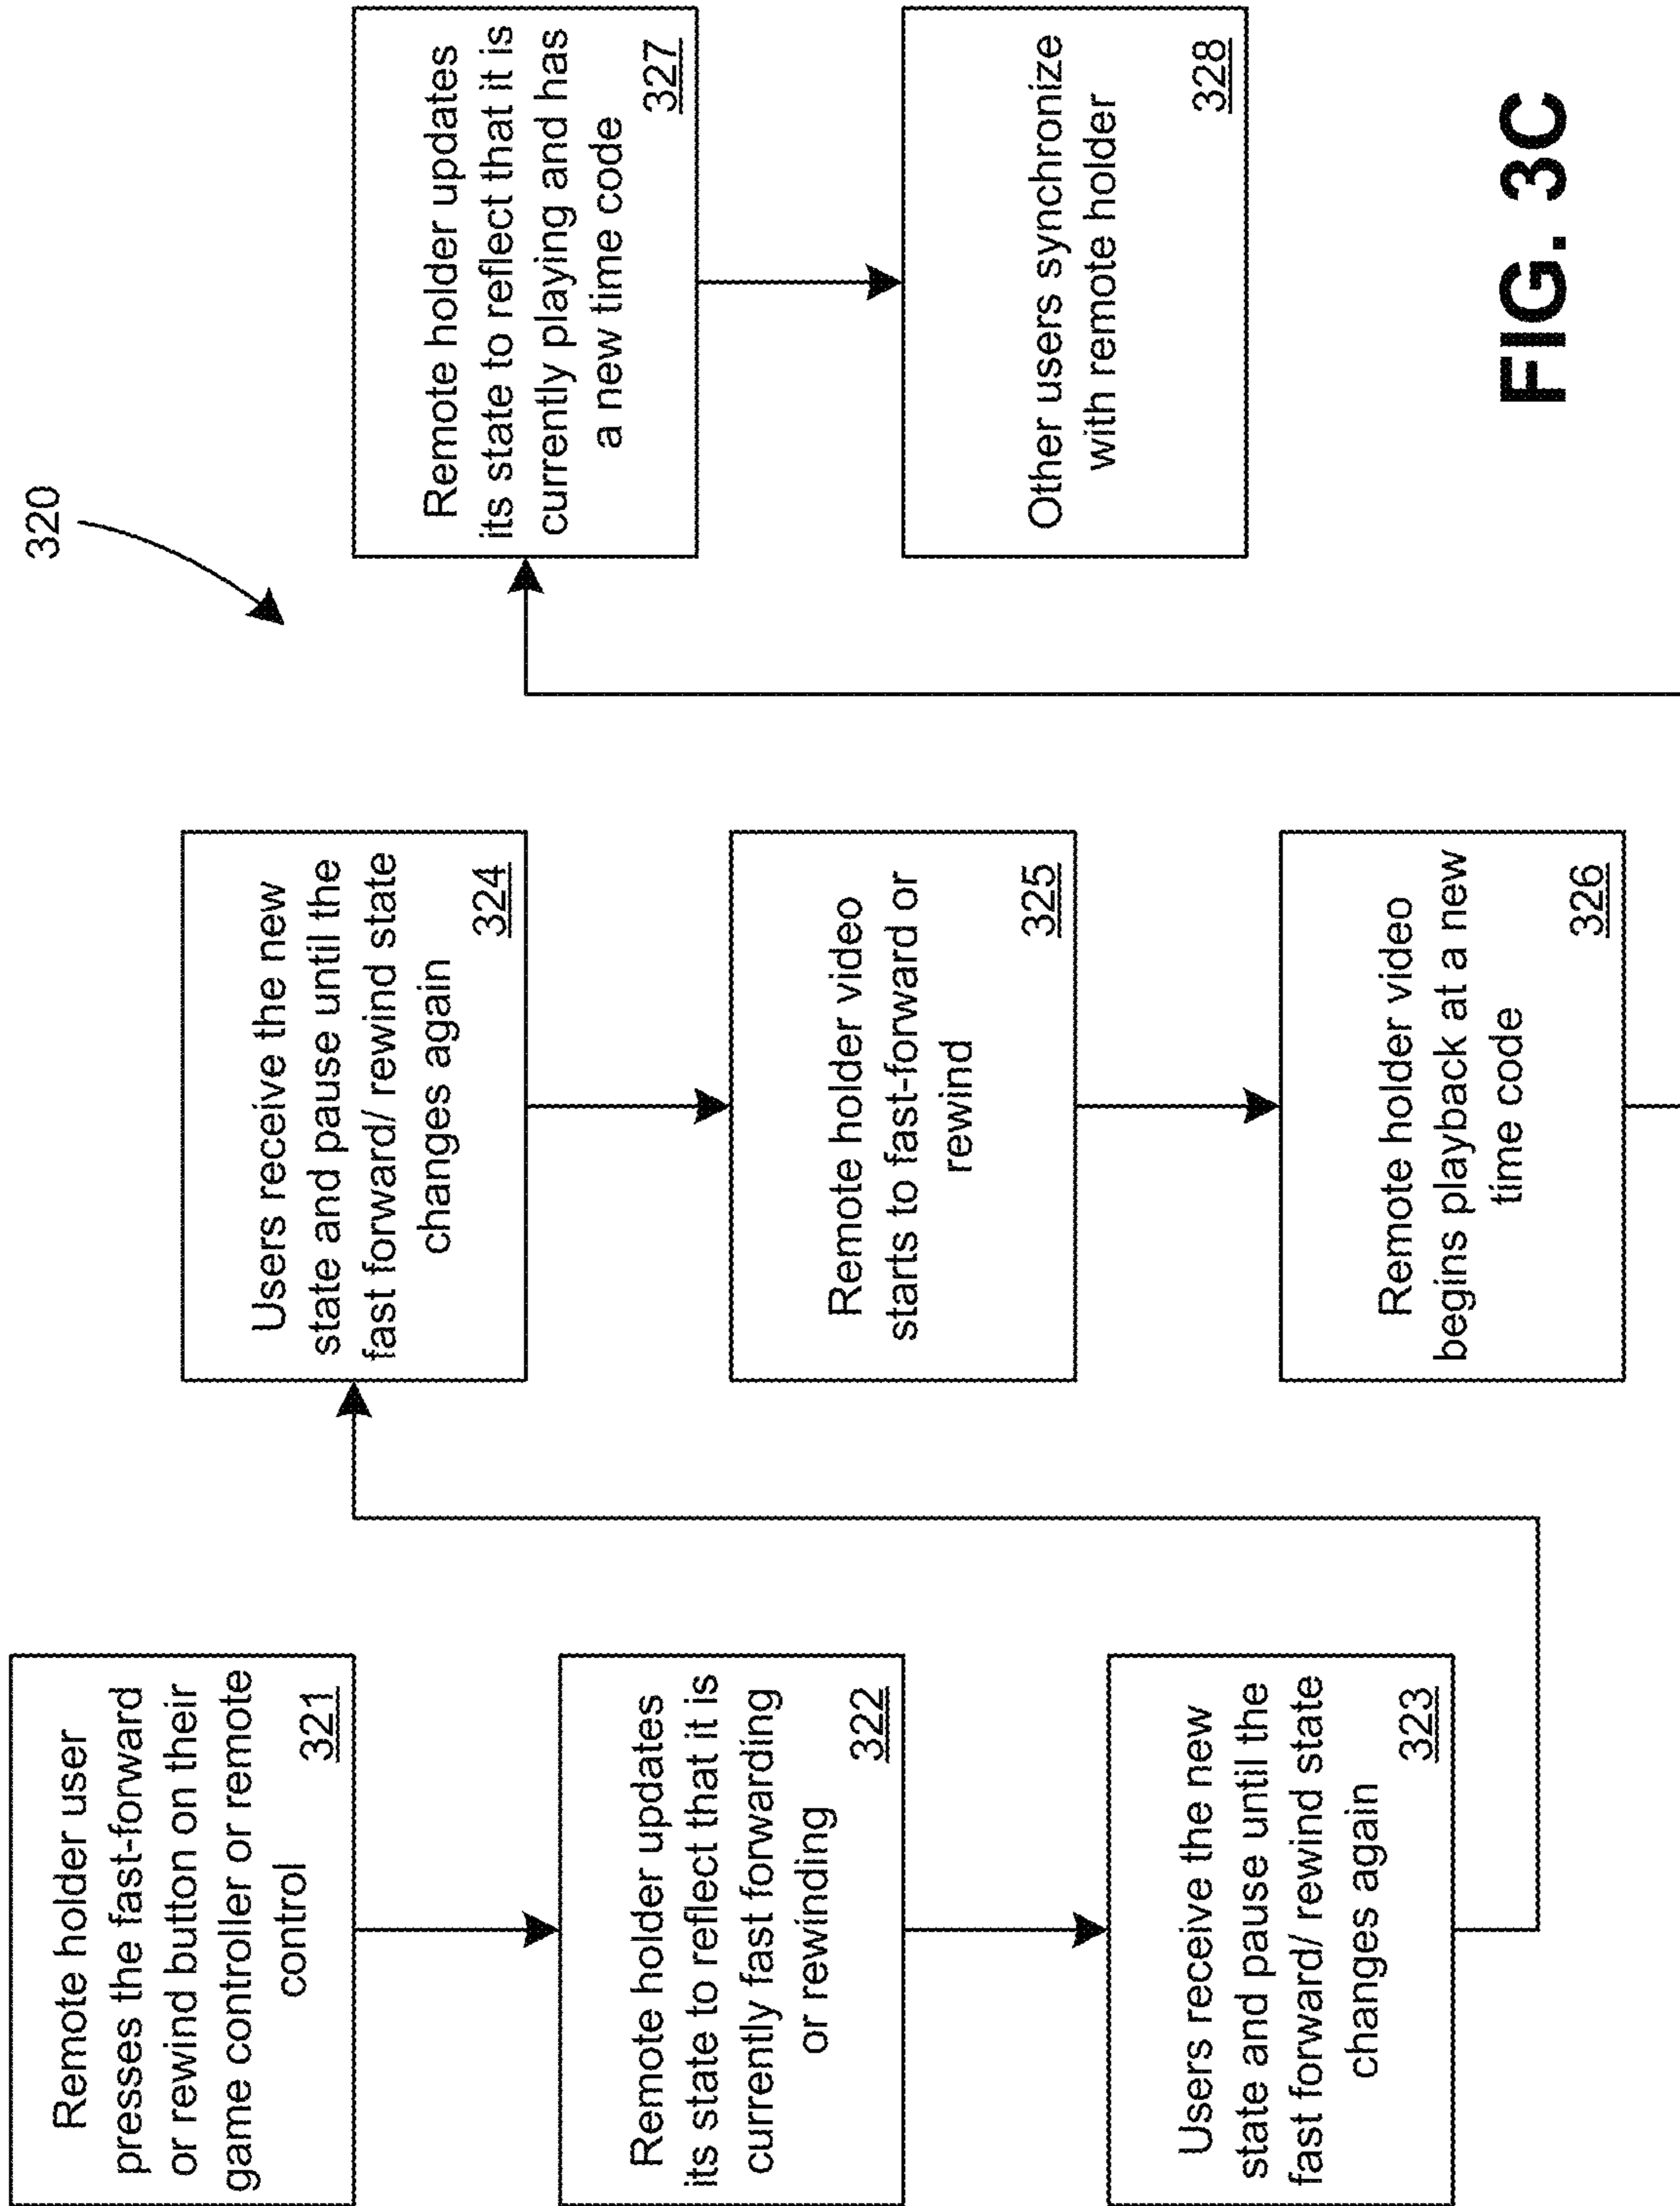 320
Remote holder user
presses the fast-forward
or rewind button on their
game controller or remote
control
321
Remote holder updates
its state to reflect that it is
currently fast forwarding
or rewinding
322
Users receive the new
state and pause until the
fast forward/ rewind state
changes again
323
Users receive the new
state and pause until the
fast forward/ rewind state
changes again
324
Remote holder video
starts to fast-forward or
rewind
325
Remote holder video
begins playback at a new
time code
326
Remote holder updates
its state to reflect that it is
currently playing and has
a new time code
327
Other users synchronize
with remote holder
328
FIG. 3C